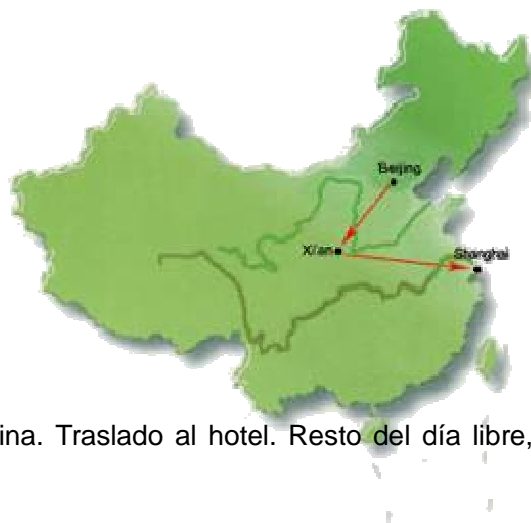 Beijing
Xi'an
Shanghai
ina. Traslado al hotel. Resto del día libre,